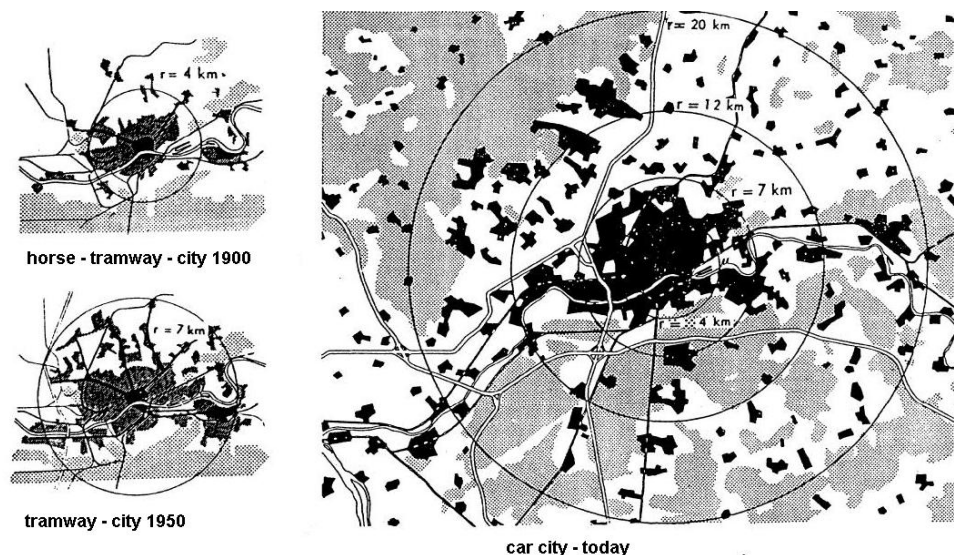 r = 4 km
horse - tramway - city 1900
r = 7 km
tramway - city 1950
r = 20 km
r = 12 km
r = 7 km
r = 4 km
car city - today